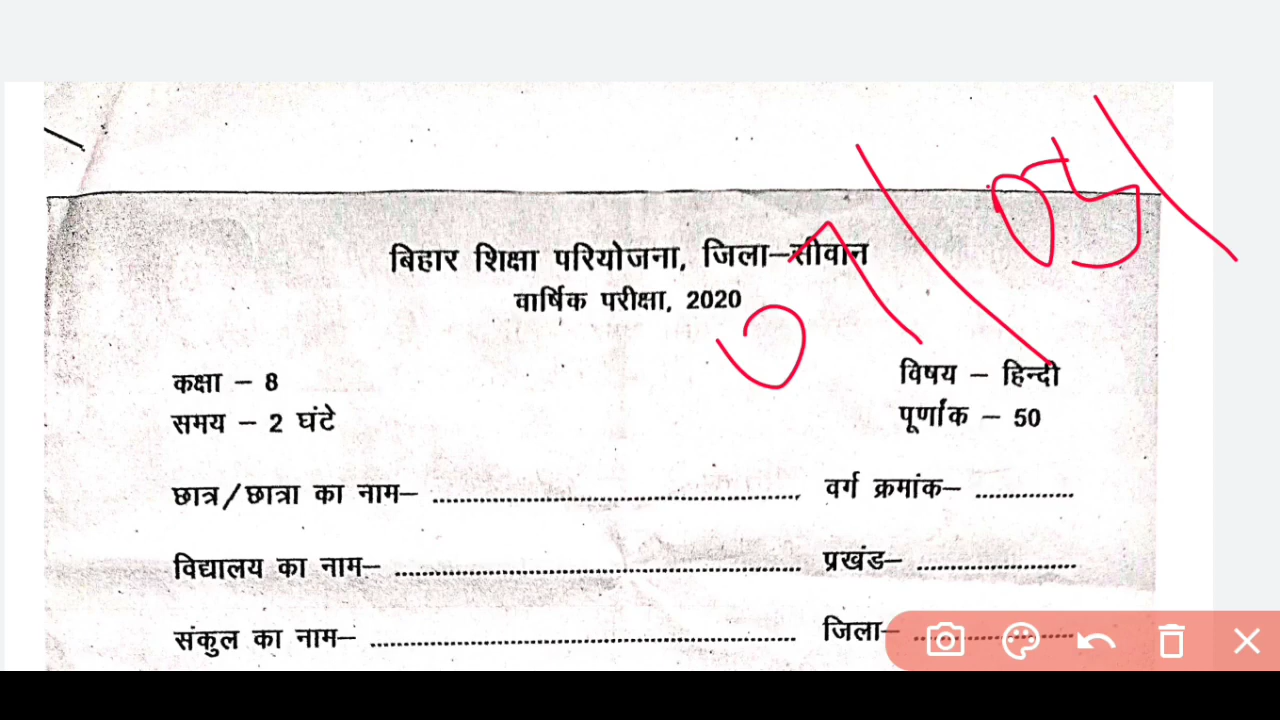 बिहार शिक्षा परियोजना, जिला–सीवान
वार्षिक परीक्षा, 2020
कक्षा – 8
विषय – हिन्दी
समय – 2 घंटे
पूर्णांक – 50
छात्र/छात्रा का नाम– ............................................ वर्ग क्रमांक– ..............
विद्यालय का नाम– ............................................ प्रखंड– ......................
संकुल का नाम– ............................................ जिला– ......................